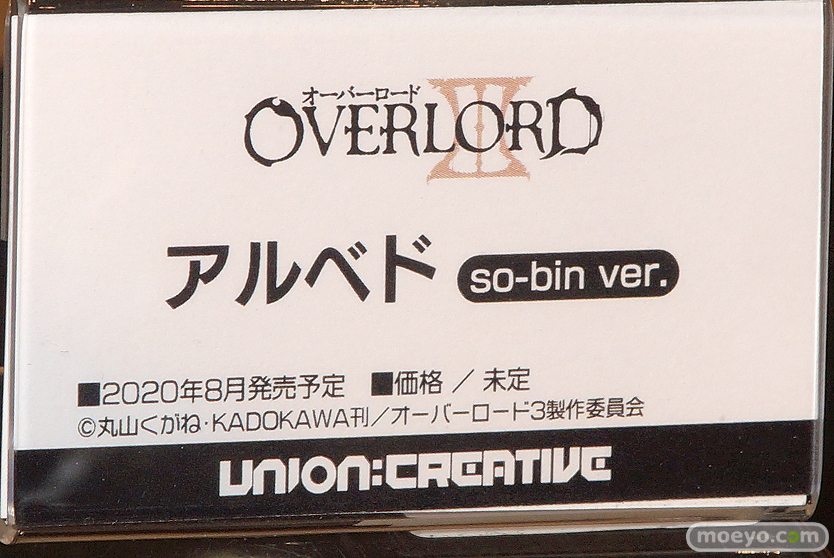 オーバーロード
OVERLORD III
アルベド so-bin ver.
■2020年8月発売予定 ■価格 ／ 未定
©丸山くがね・KADOKAWA刊／オーバーロード3製作委員会
UNION:CREATIVE
moeyo.com